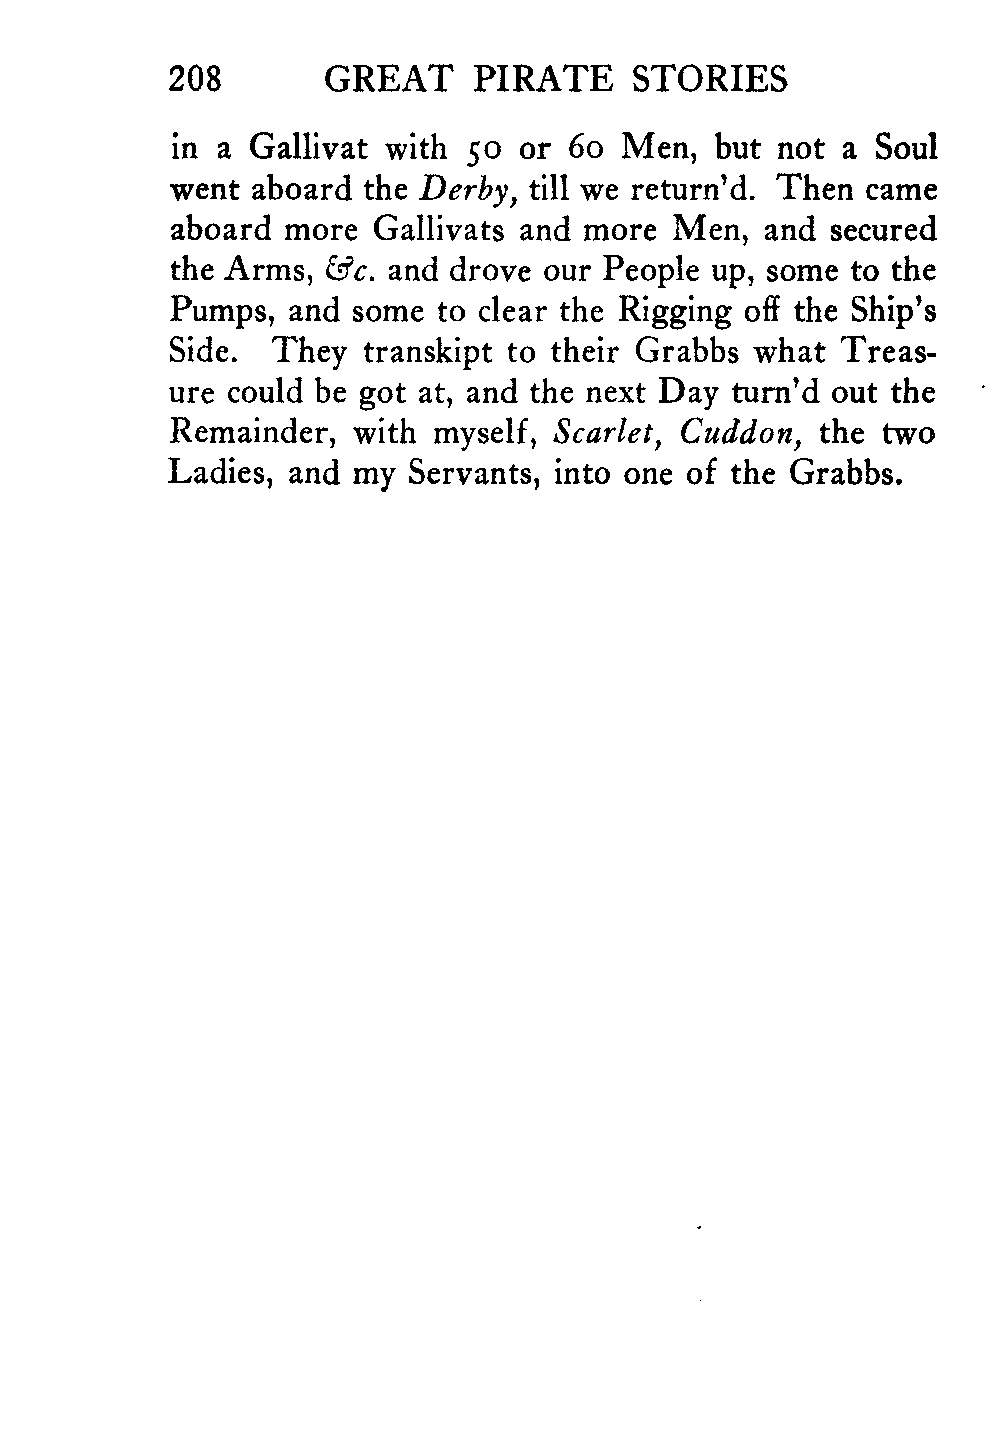 208 GREAT PIRATE STORIES
in a Gallivat with 50 or 60 Men, but not a Soul
went aboard the Derby, till we return'd. Then came
aboard more Gallivats and more Men, and secured
the Arms, &c. and drove our People up, some to the
Pumps, and some to clear the Rigging off the Ship's
Side. They transkipt to their Grabbs what Treas-
ure could be got at, and the next Day turn'd out the
Remainder, with myself, Scarlet, Cuddon, the two
Ladies, and my Servants, into one of the Grabbs.